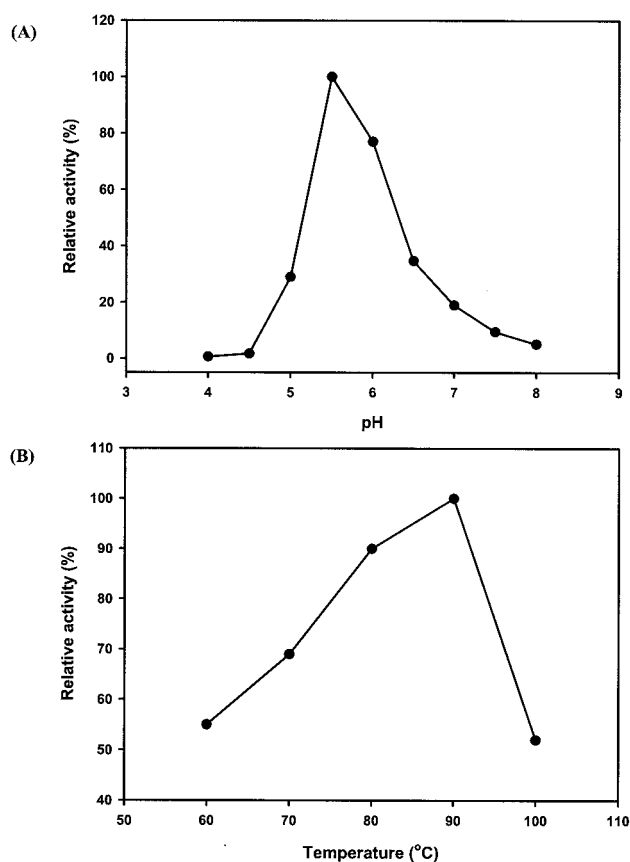 (A)
120
100
80
60
40
20
0
Relative activity (%)
3 4 5 6 7 8 9
pH
(B)
110
100
90
80
70
60
50
40
Relative activity (%)
50 60 70 80 90 100 110
Temperature (°C)